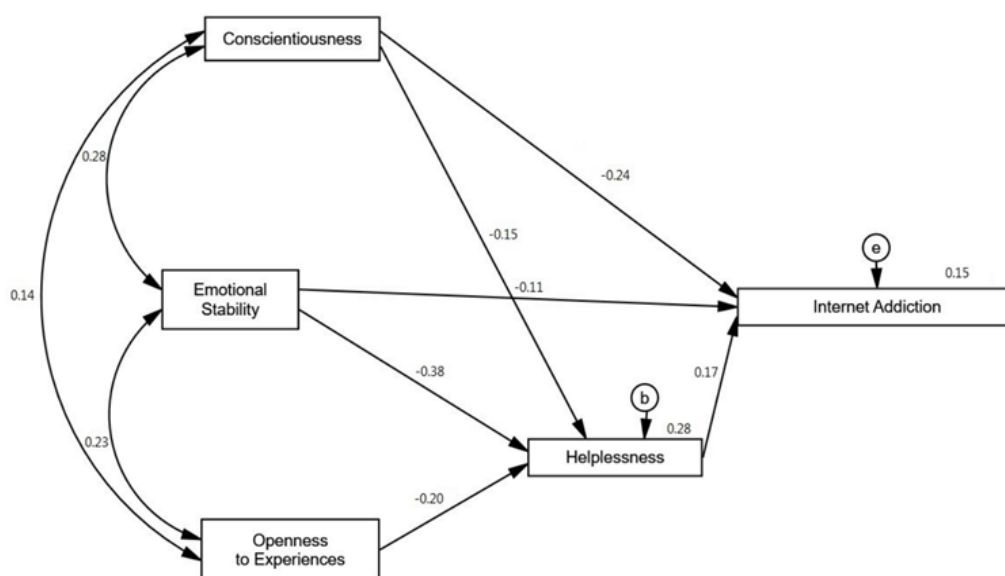 Conscientiousness
0.28
-0.24
-0.15
e
0.15
Emotional
Stability
-0.11
0.14
Internet Addiction
-0.38
0.17
b
0.28
0.23
Helplessness
-0.20
Openness
to Experiences